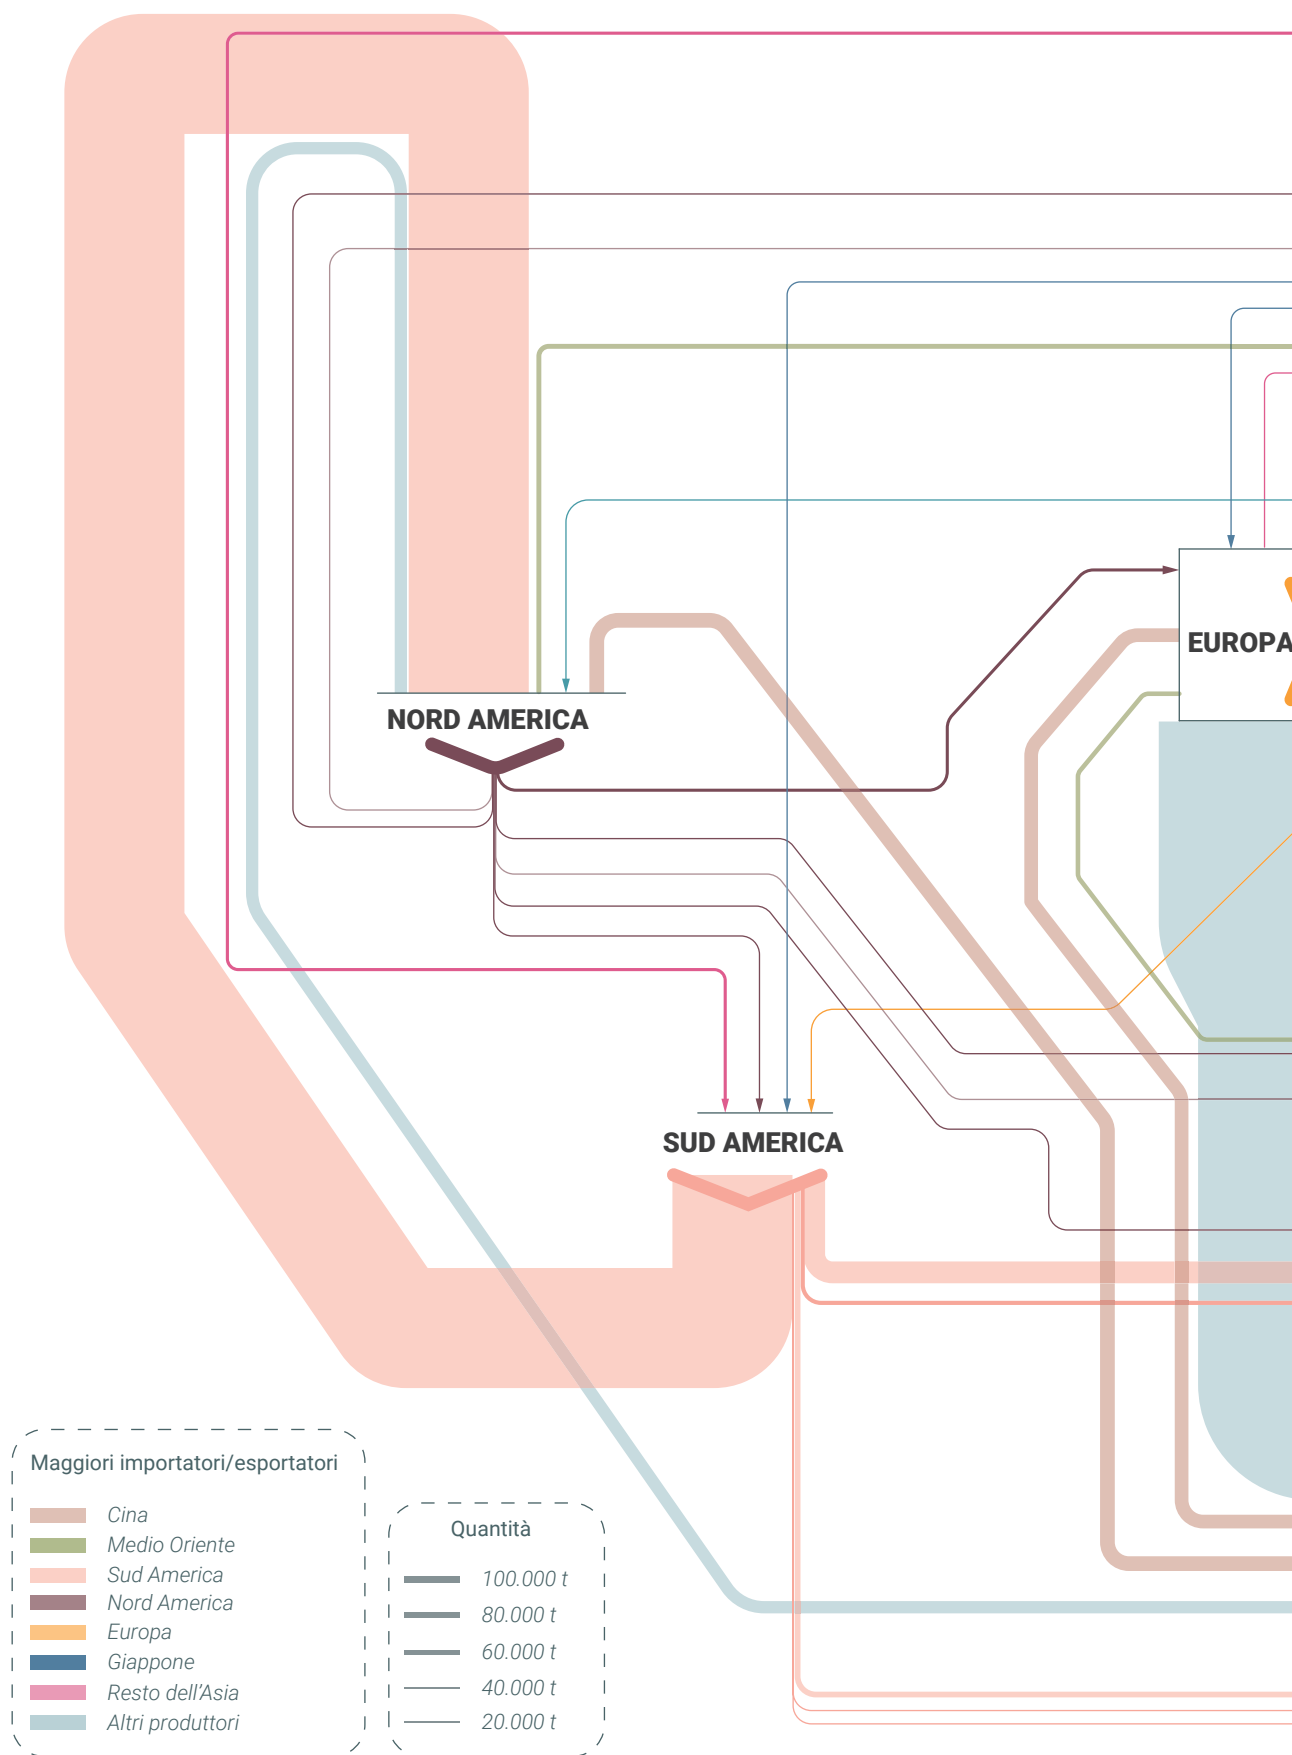 EUROPA
NORD AMERICA
SUD AMERICA
Maggiori importatori/esportatori
Cina
Medio Oriente
Sud America
Nord America
Europa
Giappone
Resto dell'Asia
Altri produttori
Quantità
100.000 t
80.000 t
60.000 t
40.000 t
20.000 t